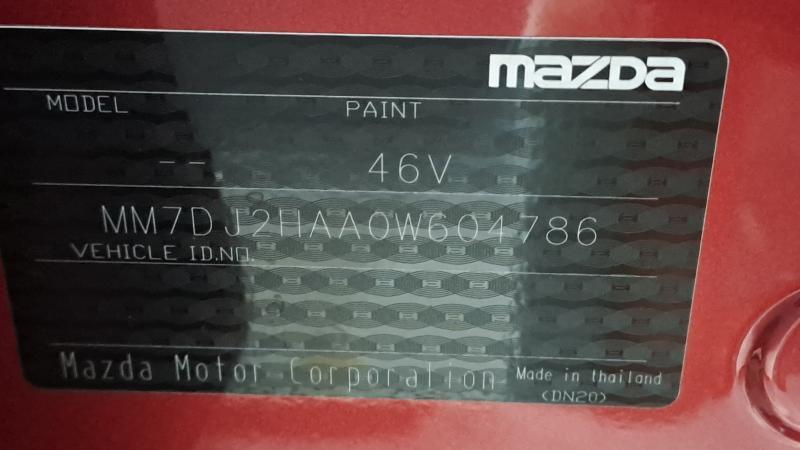 mazda
MODEL PAINT
-- 46V
MM7DJ2HAA0W604786
VEHICLE ID.NO.
Mazda Motor Corporation Made in thailand
(DN20)